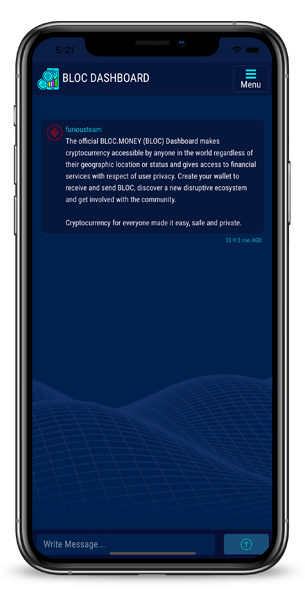 5:21
BLOC DASHBOARD
Menu
furiousteam
The official BLOC.MONEY (BLOC) Dashboard makes
cryptocurrency accessible by anyone in the world regardless of
their geographic location or status and gives access to financial
services with respect of user privacy. Create your wallet to
receive and send BLOC, discover a new disruptive ecosystem
and get involved with the community.
Cryptocurrency for everyone made it easy, safe and private.
13 H 2 min AGO
Write Message...